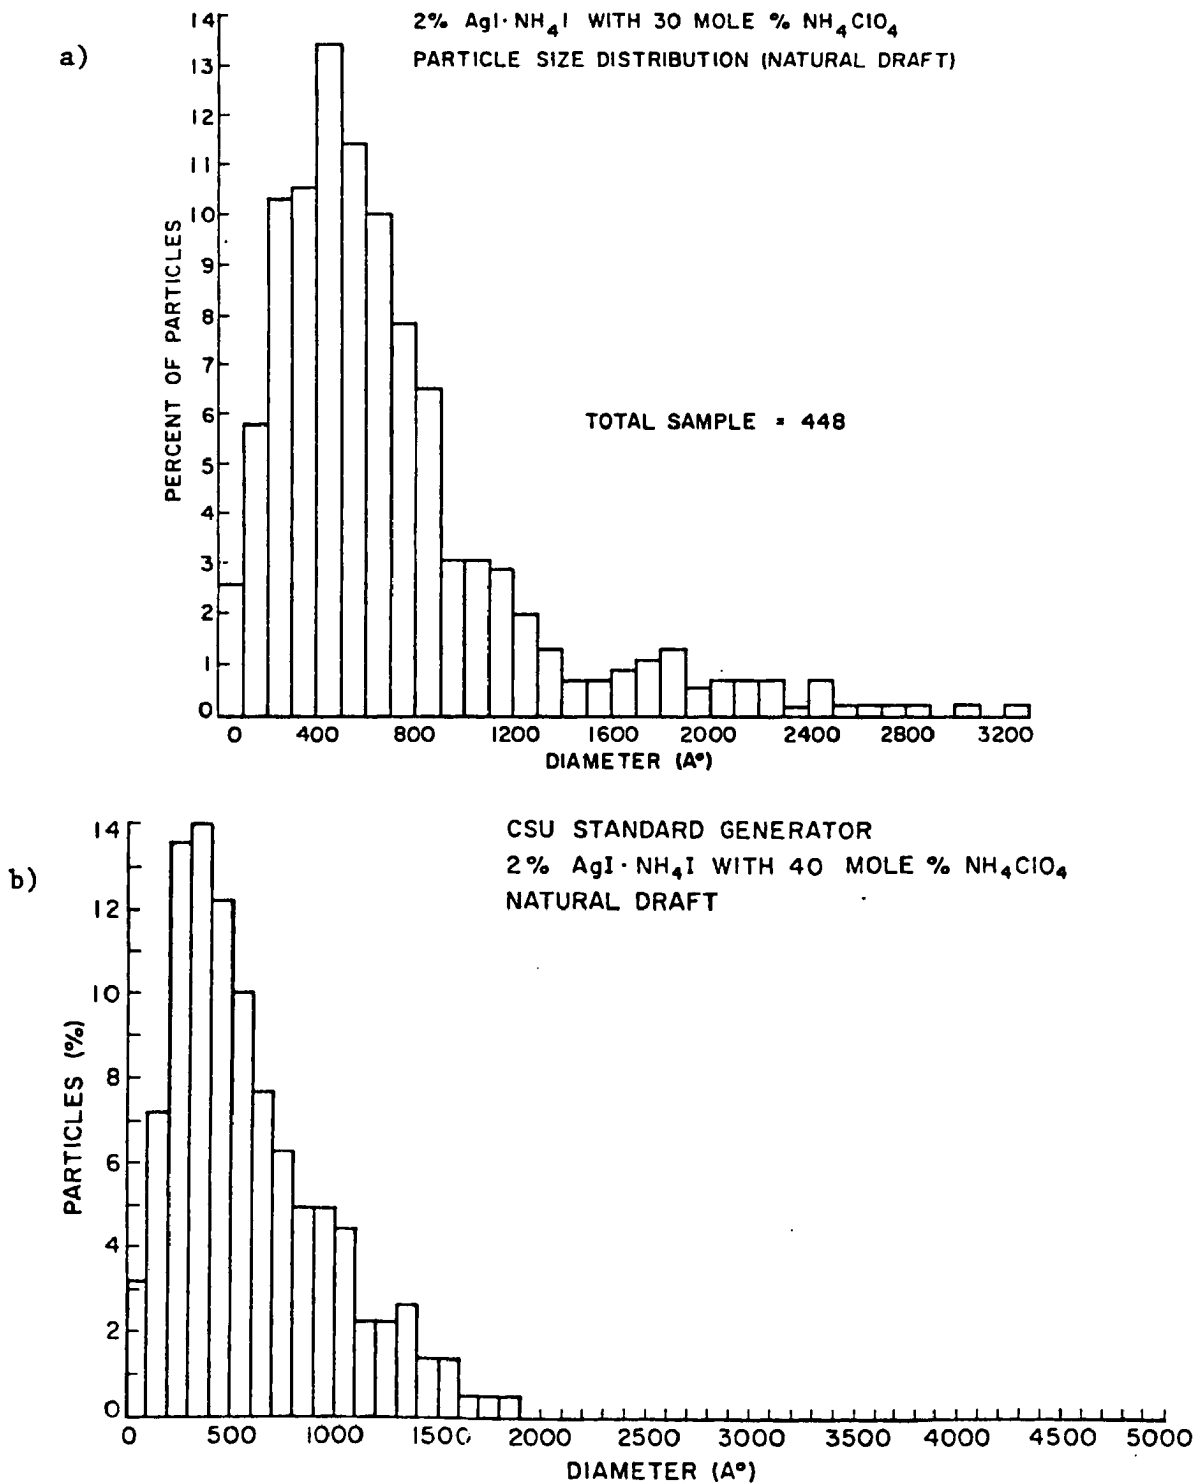 a)
2% AgI·NH₄I WITH 30 MOLE % NH₄ClO₄
PARTICLE SIZE DISTRIBUTION (NATURAL DRAFT)
14
13
12
11
10
9
8
7
6
5
4
3
2
1
0
PERCENT OF PARTICLES
TOTAL SAMPLE = 448
0 400 800 1200 1600 2000 2400 2800 3200
DIAMETER (A°)
b)
CSU STANDARD GENERATOR
2% AgI·NH₄I WITH 40 MOLE % NH₄ClO₄
NATURAL DRAFT
14
12
10
8
6
4
2
0
PARTICLES (%)
0 500 1000 1500 2000 2500 3000 3500 4000 4500 5000
DIAMETER (A°)